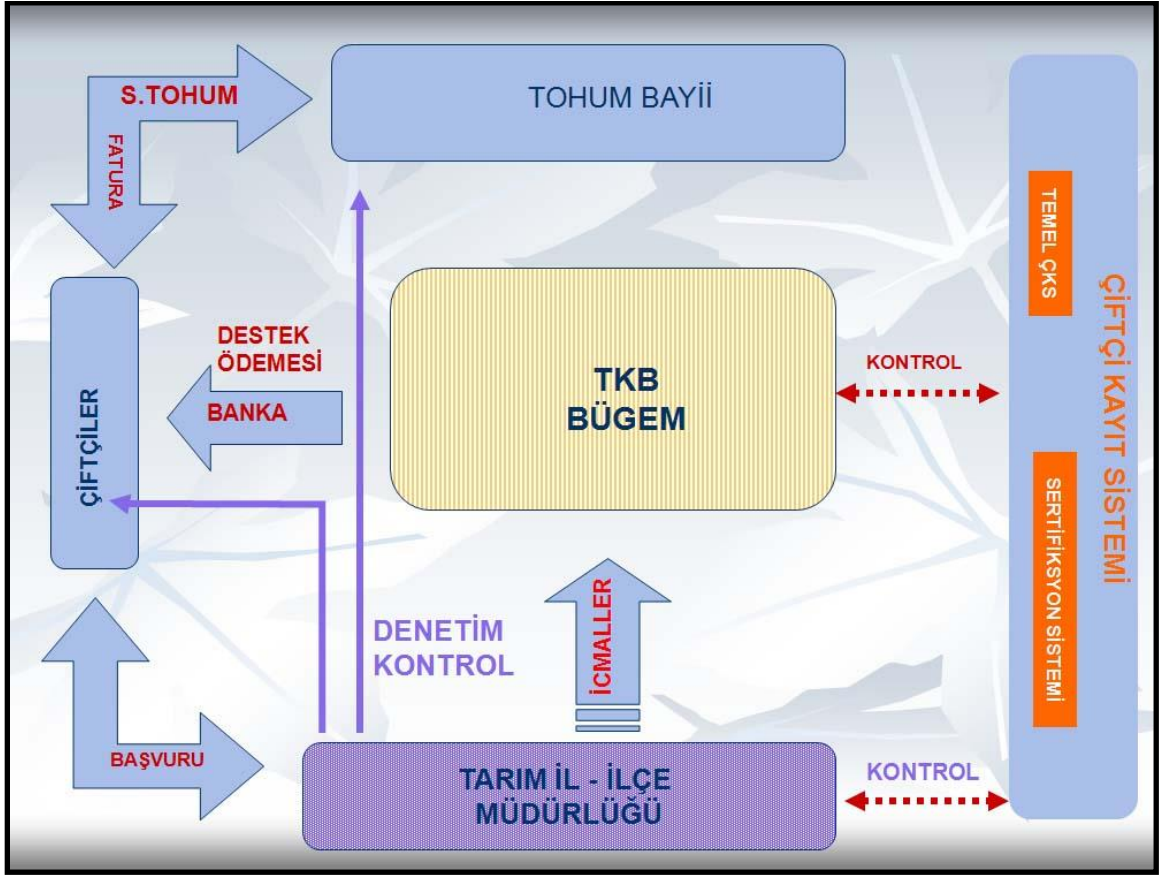 S.TOHUM
FATURA
TOHUM BAYİİ
TEMEL ÇKS
ÇİFTÇİ KAYIT SİSTEMİ
SERTİFİKSYON SİSTEMİ
ÇİFTÇİLER
DESTEK
ÖDEMESİ
BANKA
TKB
BÜGEM
KONTROL
DENETİM
KONTROL
İCMALLER
BAŞVURU
TARIM İL - İLÇE
MÜDÜRLÜĞÜ
KONTROL